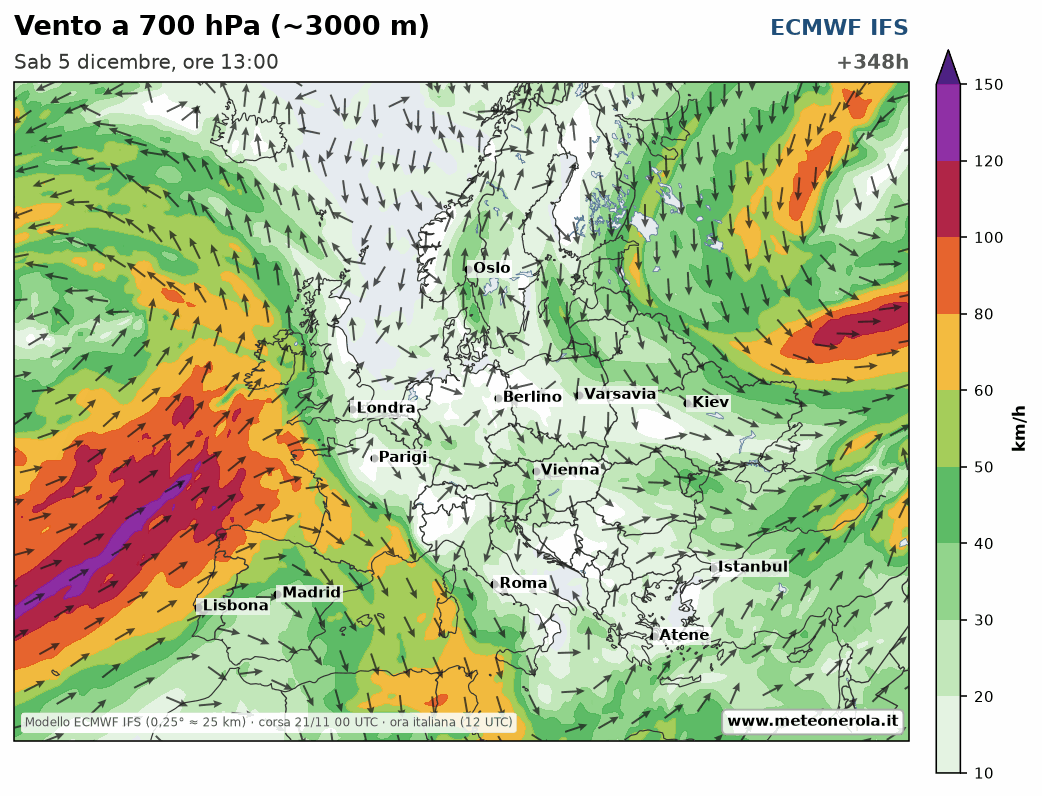 Vento a 700 hPa (~3000 m)
ECMWF IFS
Sab 5 dicembre, ore 13:00
+348h
150
120
100
80
60
50
40
30
20
10
km/h
Oslo
Berlino
Varsavia
Kiev
Londra
Parigi
Vienna
Istanbul
Roma
Madrid
Lisbona
Atene
Modello ECMWF IFS (0,25° ≈ 25 km) · corsa 21/11 00 UTC · ora italiana (12 UTC)
www.meteonerola.it